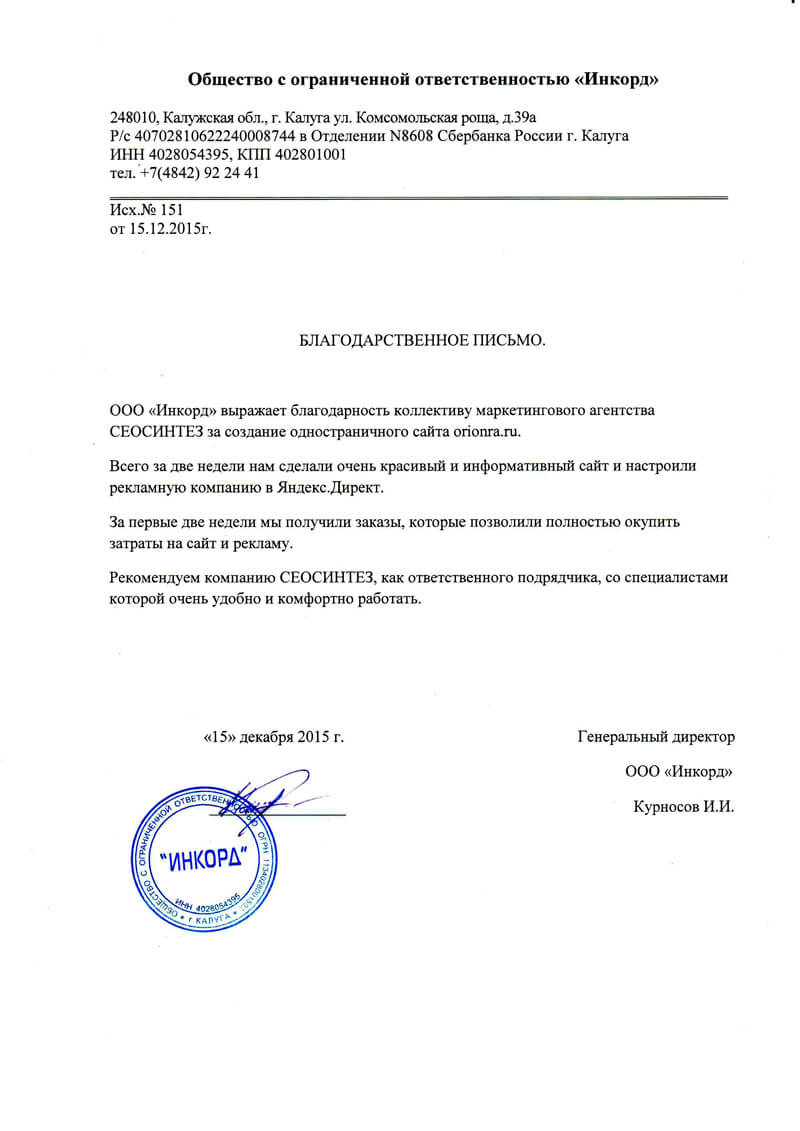 Общество с ограниченной ответственностью «Инкорд»
248010, Калужская обл., г. Калуга ул. Комсомольская роща, д.39а
Р/с 40702810622240008744 в Отделении N8608 Сбербанка России г. Калуга
ИНН 4028054395, КПП 402801001
тел. +7(4842) 92 24 41
Исх.№ 151
от 15.12.2015г.
БЛАГОДАРСТВЕННОЕ ПИСЬМО.
ООО «Инкорд» выражает благодарность коллективу маркетингового агентства
СЕОСИНТЕЗ за создание одностраничного сайта orionra.ru.
Всего за две недели нам сделали очень красивый и информативный сайт и настроили
рекламную компанию в Яндекс.Директ.
За первые две недели мы получили заказы, которые позволили полностью окупить
затраты на сайт и рекламу.
Рекомендуем компанию СЕОСИНТЕЗ, как ответственного подрядчика, со специалистами
которой очень удобно и комфортно работать.
«15» декабря 2015 г.
Генеральный директор
ООО «Инкорд»
Курносов И.И.
ОБЩЕСТВО С ОГРАНИЧЕННОЙ ОТВЕТСТВЕННОСТЬЮ ОГРН
"ИНКОРД"
ИНН 4028054395
* г КАЛУГА *